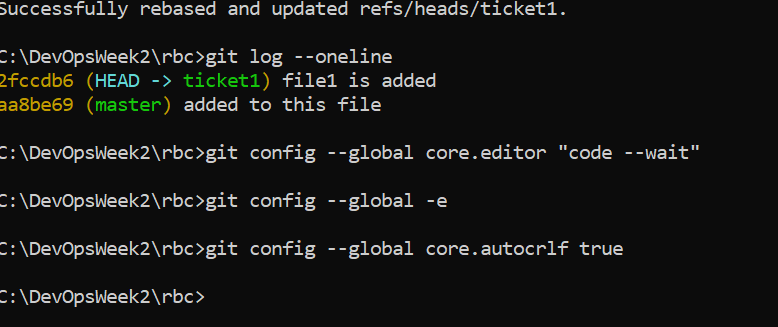 Successfully rebased and updated refs/heads/ticket1.
C:\DevOpsWeek2\rbc>git log --oneline
2fccdb6 (HEAD -> ticket1) file1 is added
aa8be69 (master) added to this file
C:\DevOpsWeek2\rbc>git config --global core.editor "code --wait"
C:\DevOpsWeek2\rbc>git config --global -e
C:\DevOpsWeek2\rbc>git config --global core.autocrlf true
C:\DevOpsWeek2\rbc>